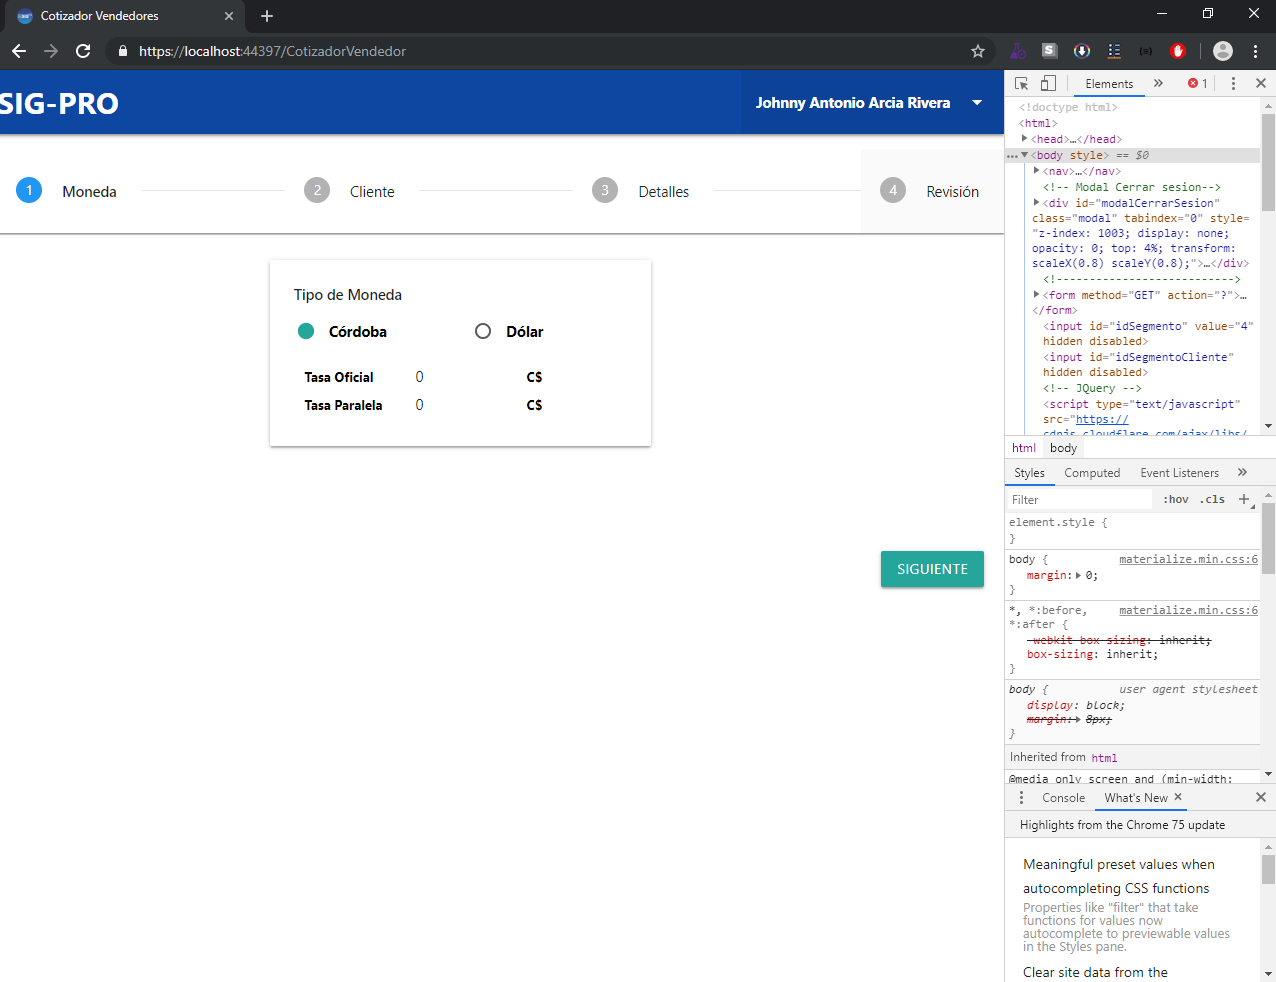 Cotizador Vendedores
https://localhost:44397/CotizadorVendedor
SIG-PRO
Johnny Antonio Arcia Rivera
1 Moneda
2 Cliente
3 Detalles
4 Revisión
Tipo de Moneda
Córdoba
Dólar
Tasa Oficial 0 C$
Tasa Paralela 0 C$
SIGUIENTE
Elements
1
<!doctype html>
<html>
<head>…</head>
<body style> == $0
<nav>…</nav>
<!-- Modal Cerrar sesion-->
<div id="modalCerrarSesion"
class="modal" tabindex="0" style=
"z-index: 1003; display: none;
opacity: 0; top: 4%; transform:
scaleX(0.8) scaleY(0.8);">…</div>
<!--------------------------->
<form method="GET" action="?">…
</form>
<input id="idSegmento" value="4"
hidden disabled>
<input id="idSegmentoCliente"
hidden disabled>
<!-- JQuery -->
<script type="text/javascript"
src="https://
cdnjs.cloudflare.com/ajax/libs/
html body
Styles Computed Event Listeners
Filter :hov .cls
element.style {
}
body { materialize.min.css:6
margin: 0;
}
*, *:before, materialize.min.css:6
*:after {
-webkit-box-sizing: inherit;
box-sizing: inherit;
}
body { user agent stylesheet
display: block;
margin: 8px;
}
Inherited from html
@media only screen and (min-width:
Console What's New
Highlights from the Chrome 75 update
Meaningful preset values when
autocompleting CSS functions
Properties like "filter" that take
functions for values now
autocomplete to previewable values
in the Styles pane.
Clear site data from the